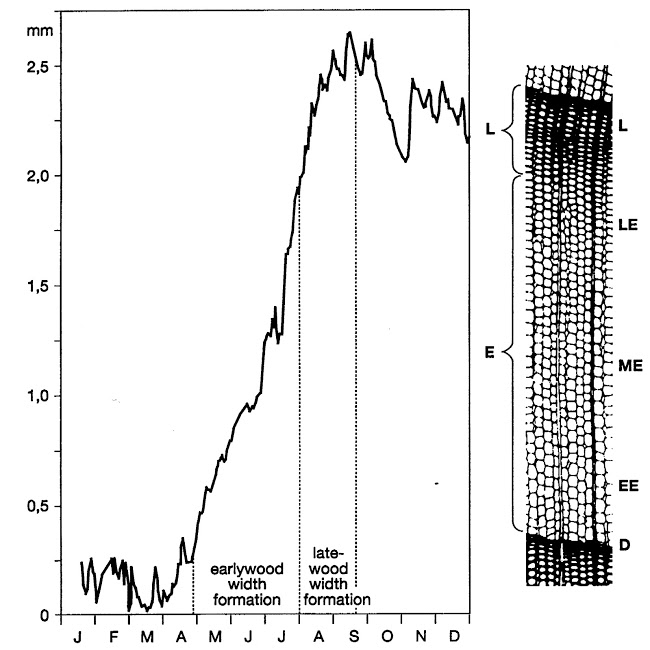 mm
2,5
2,0
1,5
1,0
0,5
0
earlywood
width
formation
late-
wood
width
formation
J F M A M J J A S O N D
L
E
L
LE
ME
EE
D